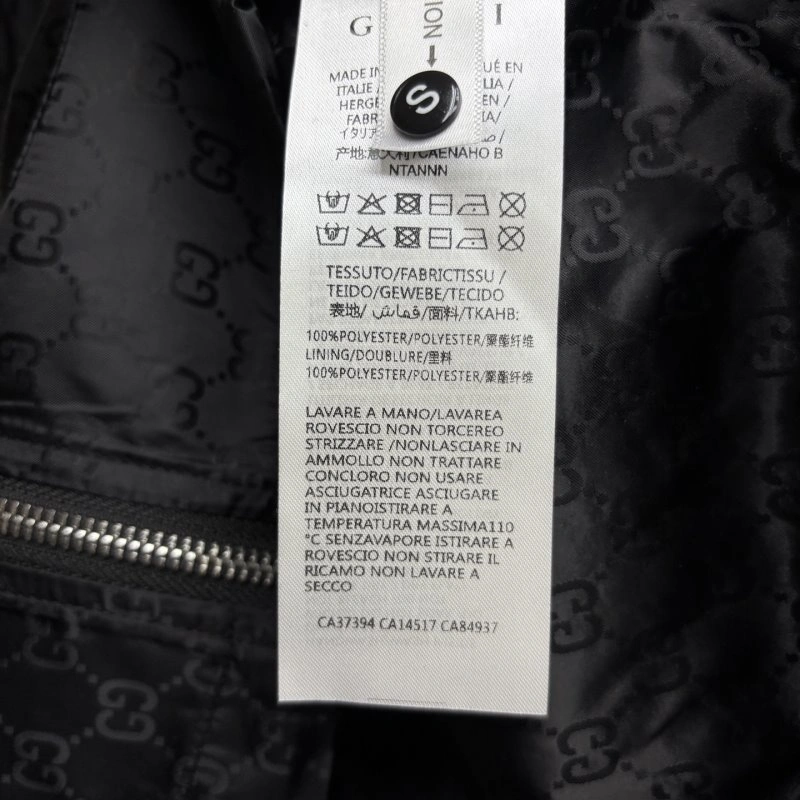 G I
NOI
S
MADE IN UÉ EN
ITALIE / LIA /
HERGE EN /
FABR IA/
イタリア /
产地:意大利/CAENAHO B
NTANNN
TESSUTO/FABRICTISSU /
TEIDO/GEWEBE/TECIDO
表地/ قماش/面料/TKAHB:
100%POLYESTER/POLYESTER/聚酯纤维
LINING/DOUBLURE/里料
100%POLYESTER/POLYESTER/聚酯纤维
LAVARE A MANO/LAVAREA
ROVESCIO NON TORCEREO
STRIZZARE /NONLASCIARE IN
AMMOLLO NON TRATTARE
CONCLORO NON USARE
ASCIUGATRICE ASCIUGARE
IN PIANOISTIRARE A
TEMPERATURA MASSIMA110
°C SENZAVAPORE ISTIRARE A
ROVESCIO NON STIRARE IL
RICAMO NON LAVARE A
SECCO
CA37394 CA14517 CA84937